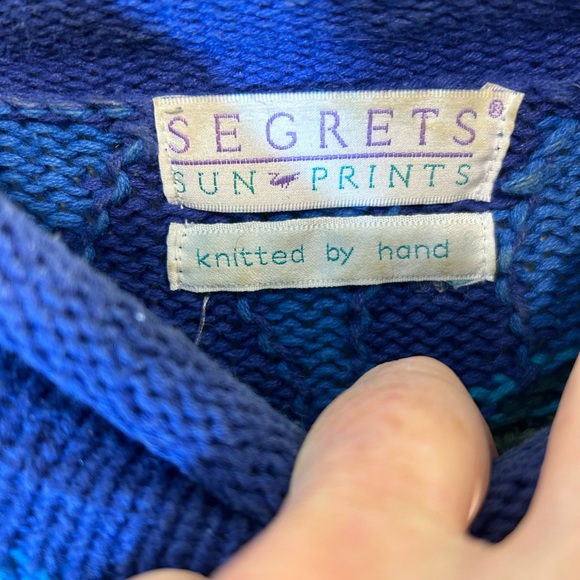 SEGRETS®
SUN PRINTS
knitted by hand